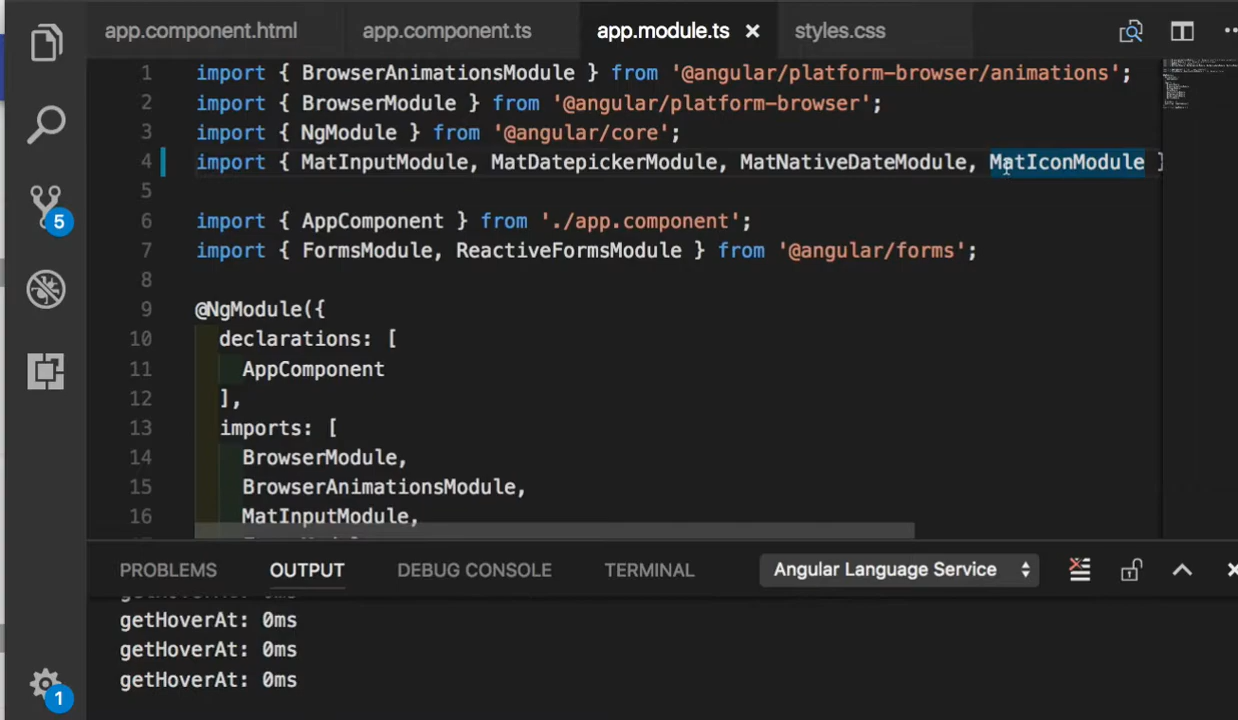 app.component.html app.component.ts app.module.ts styles.css
1 import { BrowserAnimationsModule } from '@angular/platform-browser/animations';
2 import { BrowserModule } from '@angular/platform-browser';
3 import { NgModule } from '@angular/core';
4 import { MatInputModule, MatDatepickerModule, MatNativeDateModule, MatIconModule }
5
6 import { AppComponent } from './app.component';
7 import { FormsModule, ReactiveFormsModule } from '@angular/forms';
8
9 @NgModule({
10 declarations: [
11 AppComponent
12 ],
13 imports: [
14 BrowserModule,
15 BrowserAnimationsModule,
16 MatInputModule,
5
PROBLEMS OUTPUT DEBUG CONSOLE TERMINAL Angular Language Service
getHoverAt: 0ms
getHoverAt: 0ms
getHoverAt: 0ms
getHoverAt: 0ms
1